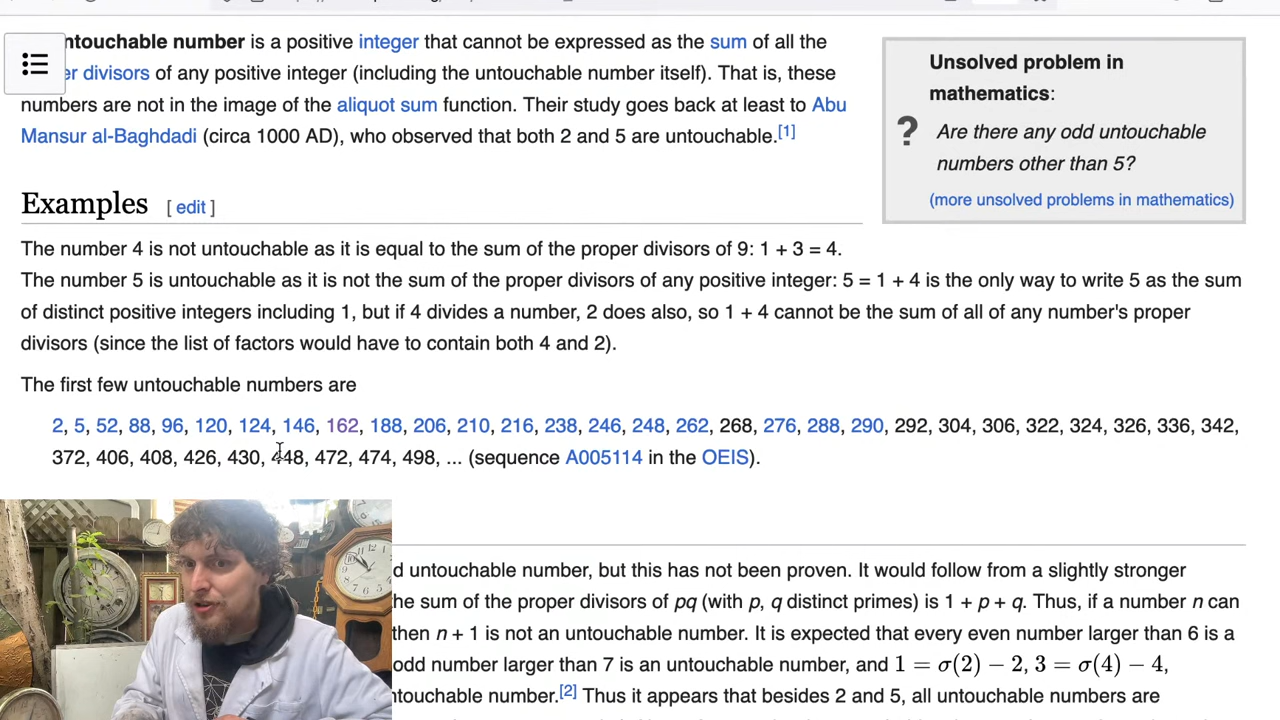 ntouchable number is a positive integer that cannot be expressed as the sum of all the
er divisors of any positive integer (including the untouchable number itself). That is, these
numbers are not in the image of the aliquot sum function. Their study goes back at least to Abu
Mansur al-Baghdadi (circa 1000 AD), who observed that both 2 and 5 are untouchable.[1]
Unsolved problem in
mathematics:
? Are there any odd untouchable
numbers other than 5?
(more unsolved problems in mathematics)
Examples [ edit ]
The number 4 is not untouchable as it is equal to the sum of the proper divisors of 9: 1 + 3 = 4.
The number 5 is untouchable as it is not the sum of the proper divisors of any positive integer: 5 = 1 + 4 is the only way to write 5 as the sum
of distinct positive integers including 1, but if 4 divides a number, 2 does also, so 1 + 4 cannot be the sum of all of any number's proper
divisors (since the list of factors would have to contain both 4 and 2).
The first few untouchable numbers are
2, 5, 52, 88, 96, 120, 124, 146, 162, 188, 206, 210, 216, 238, 246, 248, 262, 268, 276, 288, 290, 292, 304, 306, 322, 324, 326, 336, 342,
372, 406, 408, 426, 430, 448, 472, 474, 498, ... (sequence A005114 in the OEIS).
d untouchable number, but this has not been proven. It would follow from a slightly stronger
he sum of the proper divisors of pq (with p, q distinct primes) is 1 + p + q. Thus, if a number n can
then n + 1 is not an untouchable number. It is expected that every even number larger than 6 is a
odd number larger than 7 is an untouchable number, and 1 = σ(2) − 2, 3 = σ(4) − 4,
ntouchable number.[2] Thus it appears that besides 2 and 5, all untouchable numbers are